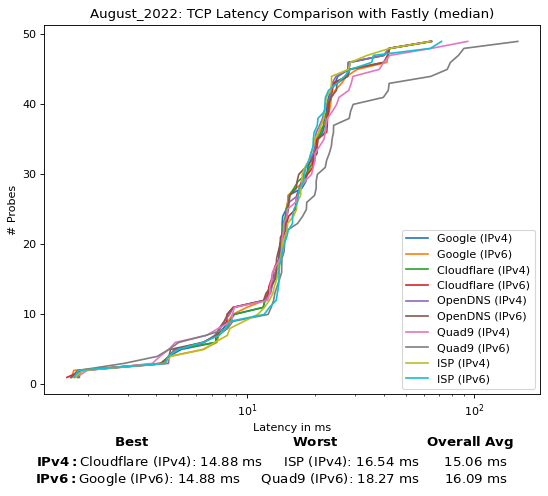 August_2022: TCP Latency Comparison with Fastly (median)
50
40
30
20
10
0
# Probes
Google (IPv4)
Google (IPv6)
Cloudflare (IPv4)
Cloudflare (IPv6)
OpenDNS (IPv4)
OpenDNS (IPv6)
Quad9 (IPv4)
Quad9 (IPv6)
ISP (IPv4)
ISP (IPv6)
10¹ 10²
Latency in ms
Best Worst Overall Avg
IPv4: Cloudflare (IPv4): 14.88 ms ISP (IPv4): 16.54 ms 15.06 ms
IPv6: Google (IPv6): 14.88 ms Quad9 (IPv6): 18.27 ms 16.09 ms